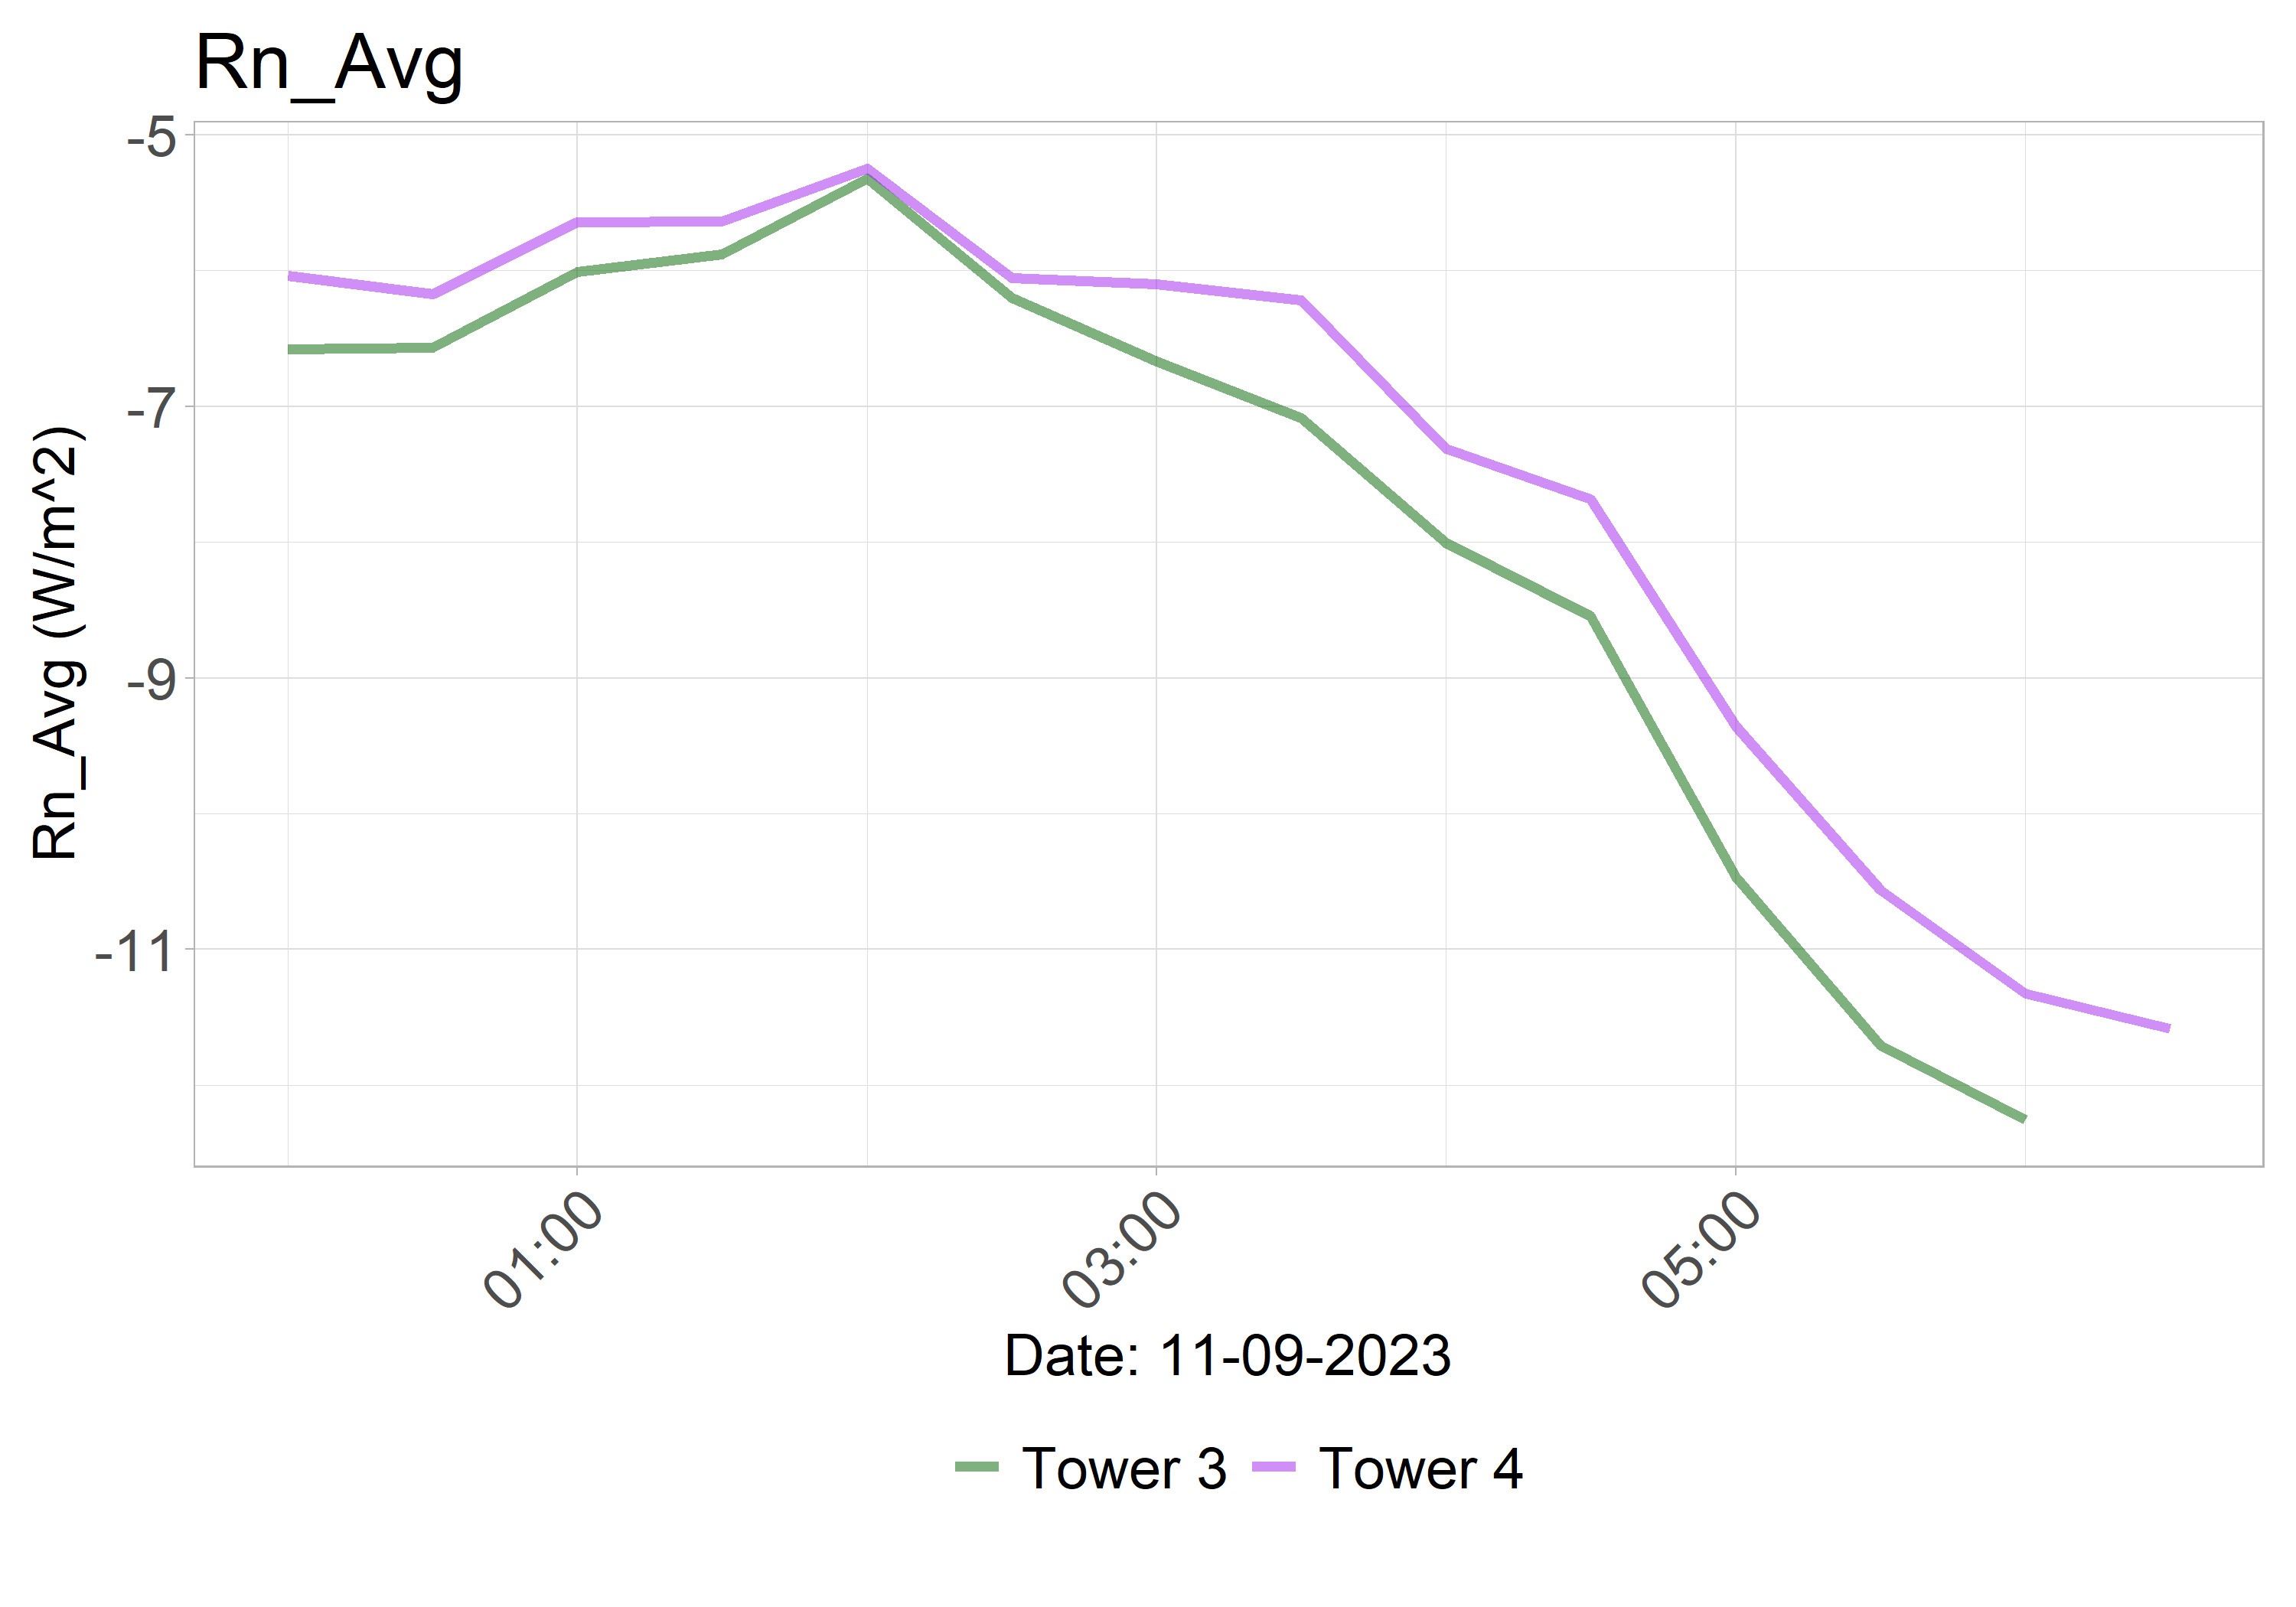 Rn_Avg
-5
-7
-9
-11
Rn_Avg (W/m^2)
01:00
03:00
05:00
Date: 11-09-2023
Tower 3
Tower 4